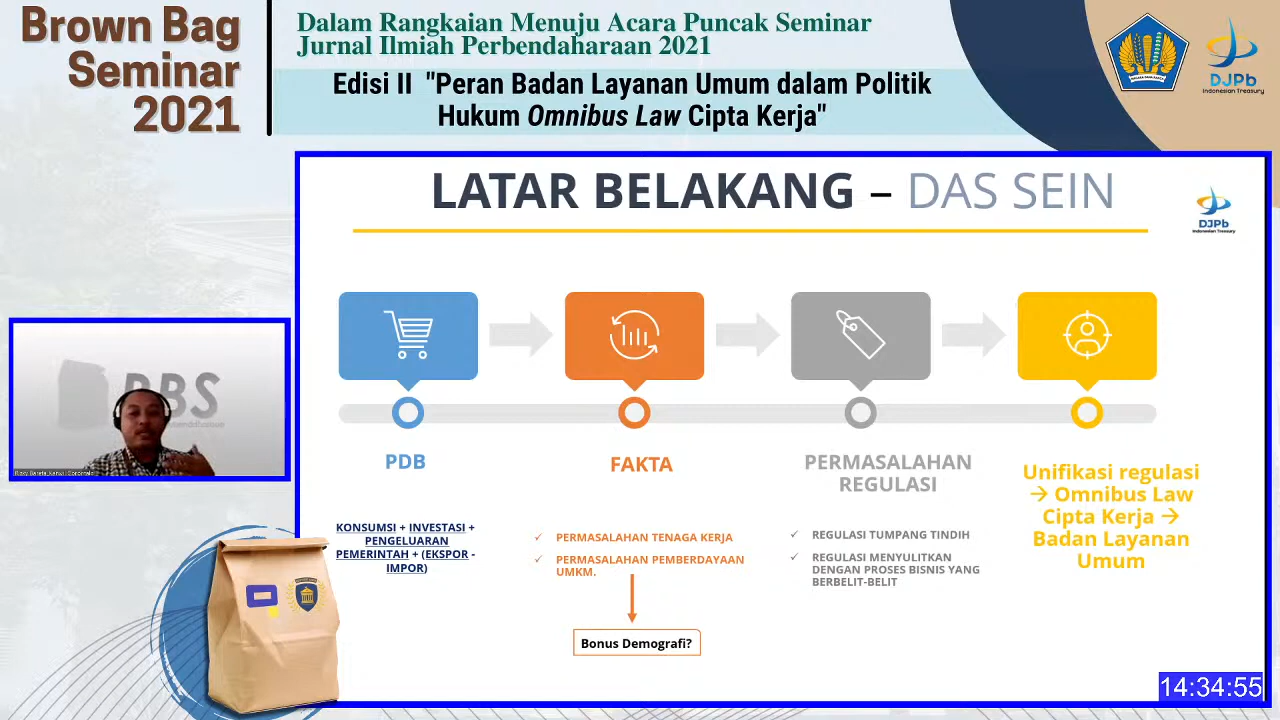 Brown Bag
Seminar
2021
Dalam Rangkaian Menuju Acara Puncak Seminar
Jurnal Ilmiah Perbendaharaan 2021
Edisi II "Peran Badan Layanan Umum dalam Politik
Hukum Omnibus Law Cipta Kerja"
DJPb
Indonesian Treasury
LATAR BELAKANG – DAS SEIN
DJPb
Indonesian Treasury
BBS
PDB
FAKTA
PERMASALAHAN
REGULASI
Unifikasi regulasi
→ Omnibus Law
Cipta Kerja →
Badan Layanan
Umum
KONSUMSI + INVESTASI +
PENGELUARAN
PEMERINTAH + (EKSPOR -
IMPOR)
✓ PERMASALAHAN TENAGA KERJA
✓ PERMASALAHAN PEMBERDAYAAN
UMKM.
Bonus Demografi?
✓ REGULASI TUMPANG TINDIH
✓ REGULASI MENYULITKAN
DENGAN PROSES BISNIS YANG
BERBELIT-BELIT
14:34:55